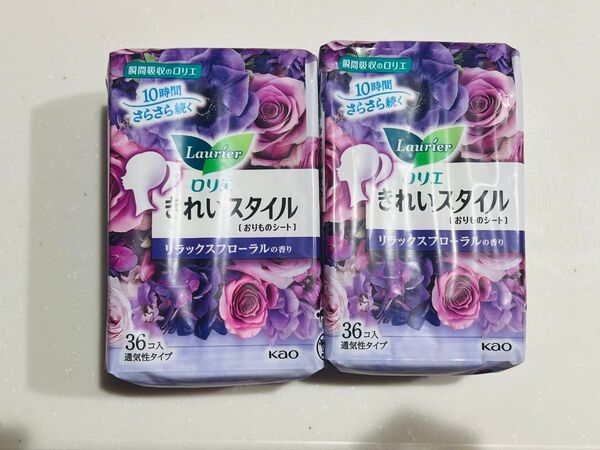 瞬間吸収のロリエ
10時間
さらさら続く
Laurier
ロリエ
きれいスタイル
[おりものシート]
リラックスフローラルの香り
36コ入
通気性タイプ
Kao
瞬間吸収のロリエ
10時間
さらさら続く
Laurier
ロリエ
きれいスタイル
[おりものシート]
リラックスフローラルの香り
36コ入
通気性タイプ
Kao